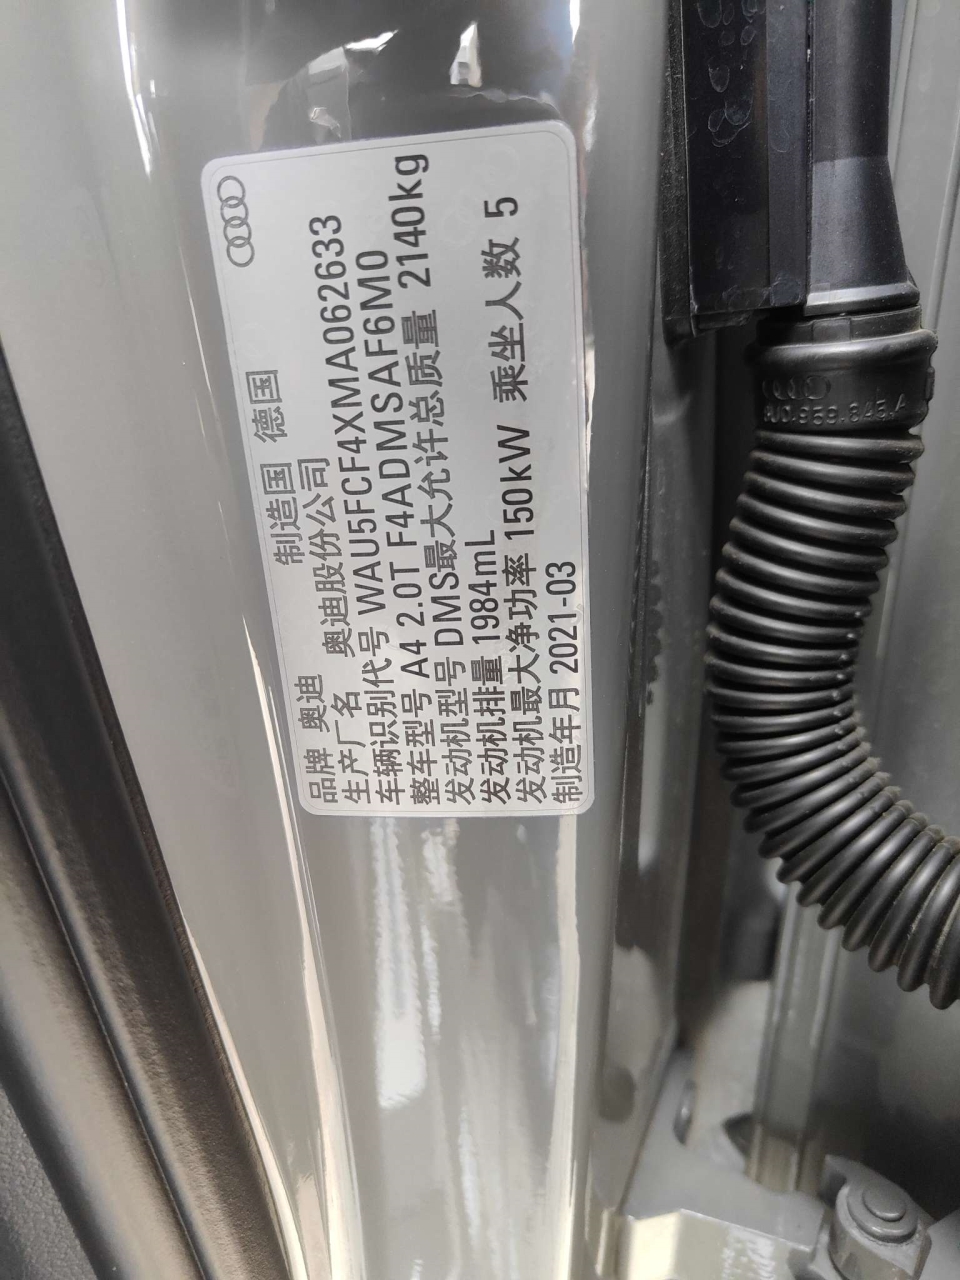 品牌 奥迪 制造国 德国
生产厂名 奥迪股份公司
车辆识别代号 WAU5FCF4XMA062633
整车型号 A4 2.0T F4ADMSAF6M0
发动机型号 DMS最大允许总质量 2140kg
发动机排量 1984mL
发动机最大净功率 150kW 乘坐人数 5
制造年月 2021-03
959.845.A